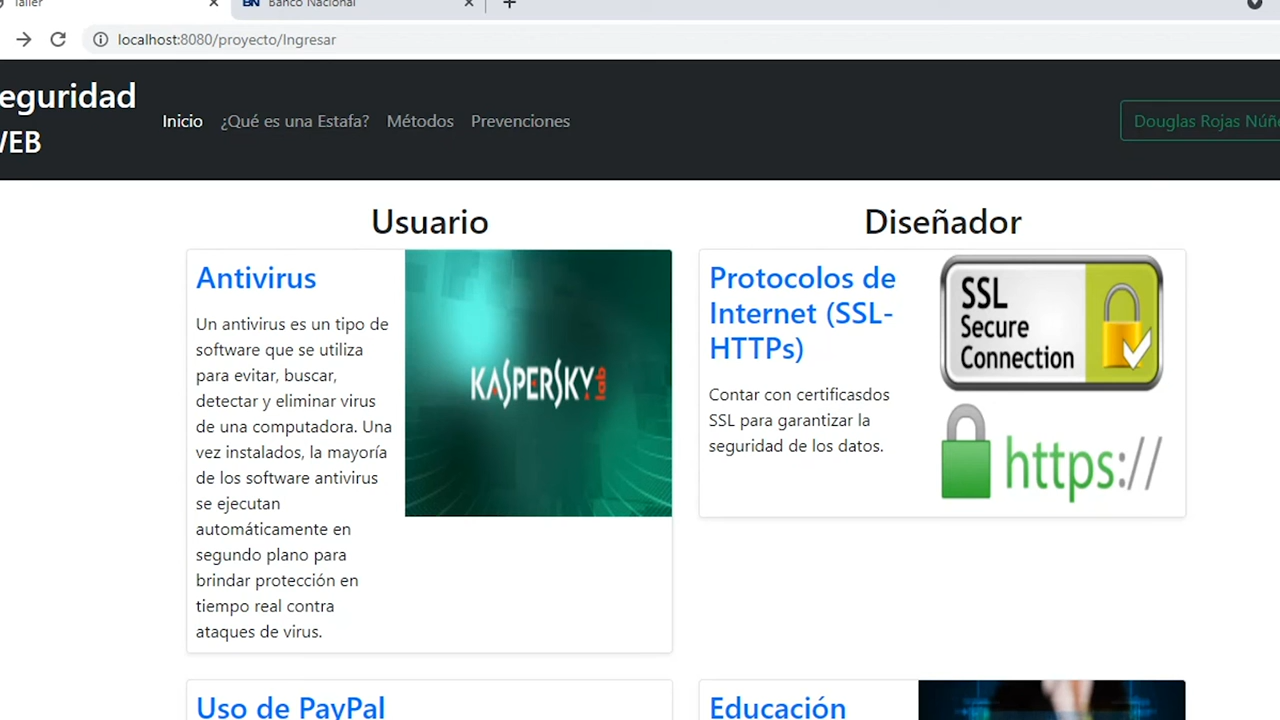 Taller
Banco Nacional
localhost:8080/proyecto/Ingresar
eguridad
WEB
Inicio
¿Qué es una Estafa?
Métodos
Prevenciones
Douglas Rojas Núñe
Usuario
Antivirus
Un antivirus es un tipo de
software que se utiliza
para evitar, buscar,
detectar y eliminar virus
de una computadora. Una
vez instalados, la mayoría
de los software antivirus
se ejecutan
automáticamente en
segundo plano para
brindar protección en
tiempo real contra
ataques de virus.
KASPERSKY lab
Diseñador
Protocolos de
Internet (SSL-
HTTPs)
Contar con certificasdos
SSL para garantizar la
seguridad de los datos.
SSL
Secure
Connection
https://
Uso de PayPal
Educación